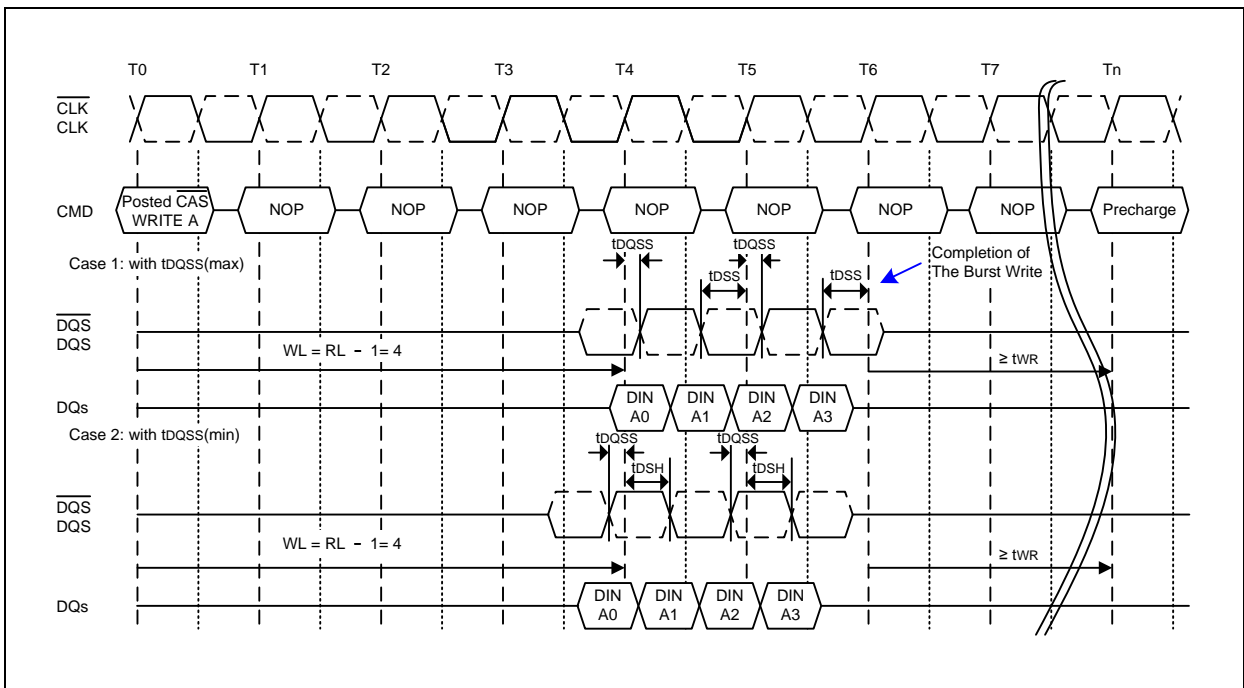 T0 T1 T2 T3 T4 T5 T6 T7 Tn
CLK
CLK
CMD
Posted CAS
WRITE A
NOP NOP NOP NOP NOP NOP NOP Precharge
Case 1: with tDQSS(max)
tDQSS tDQSS
tDSS tDSS
Completion of
The Burst Write
DQS
DQS
WL = RL - 1= 4
≥ tWR
DQs
DIN
A0
DIN
A1
DIN
A2
DIN
A3
Case 2: with tDQSS(min)
tDQSS tDQSS
tDSH tDSH
DQS
DQS
WL = RL - 1= 4
≥ tWR
DQs
DIN
A0
DIN
A1
DIN
A2
DIN
A3